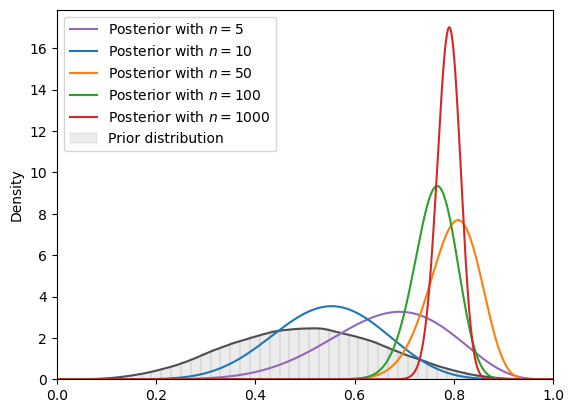 16
14
12
10
8
6
4
2
0
Density
Posterior with n = 5
Posterior with n = 10
Posterior with n = 50
Posterior with n = 100
Posterior with n = 1000
Prior distribution
0.0 0.2 0.4 0.6 0.8 1.0